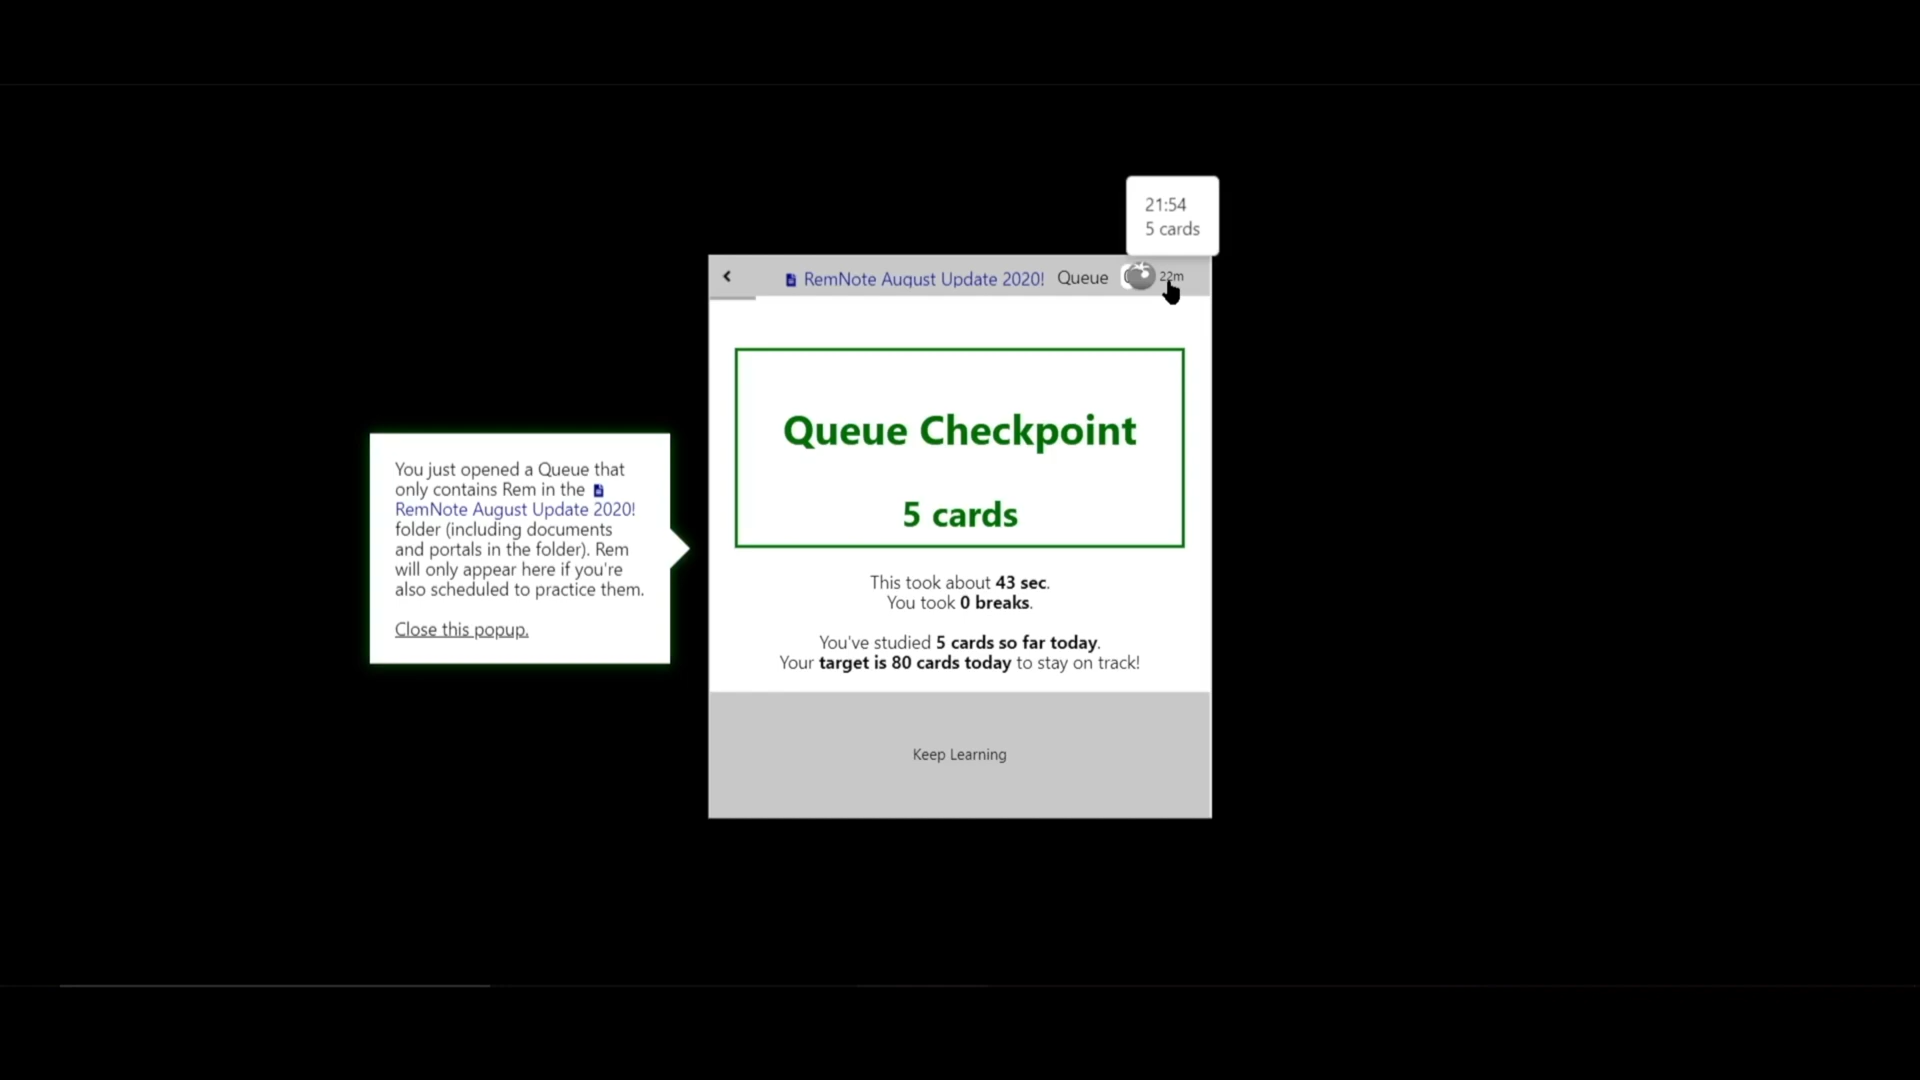 21:54
5 cards
RemNote August Update 2020! Queue 22m
Queue Checkpoint
5 cards
You just opened a Queue that
only contains Rem in the
RemNote August Update 2020!
folder (including documents
and portals in the folder). Rem
will only appear here if you're
also scheduled to practice them.
Close this popup.
This took about 43 sec.
You took 0 breaks.
You've studied 5 cards so far today.
Your target is 80 cards today to stay on track!
Keep Learning